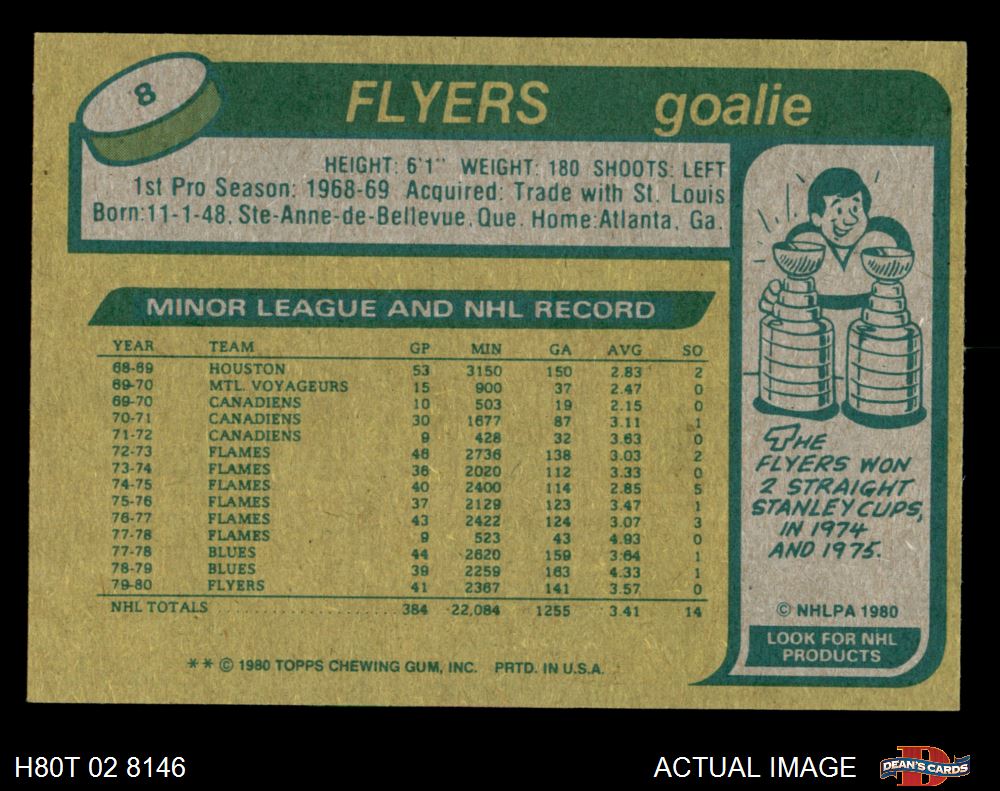 8
FLYERS goalie
HEIGHT: 6'1" WEIGHT: 180 SHOOTS: LEFT
1st Pro Season: 1968-69 Acquired: Trade with St. Louis
Born:11-1-48, Ste-Anne-de-Bellevue, Que. Home:Atlanta, Ga.
MINOR LEAGUE AND NHL RECORD
YEAR TEAM GP MIN GA AVG SO
68-69 HOUSTON 53 3150 150 2.83 2
69-70 MTL. VOYAGEURS 15 900 37 2.47 0
69-70 CANADIENS 10 503 19 2.15 0
70-71 CANADIENS 30 1677 87 3.11 1
71-72 CANADIENS 9 428 32 3.63 0
72-73 FLAMES 46 2736 138 3.03 2
73-74 FLAMES 36 2020 112 3.33 0
74-75 FLAMES 40 2400 114 2.85 5
75-76 FLAMES 37 2129 123 3.47 1
76-77 FLAMES 43 2422 124 3.07 3
77-78 FLAMES 9 523 43 4.93 0
77-78 BLUES 44 2620 159 3.64 1
78-79 BLUES 39 2259 163 4.33 1
79-80 FLYERS 41 2367 141 3.57 0
NHL TOTALS 384 22,084 1255 3.41 14
** © 1980 TOPPS CHEWING GUM, INC. PRTD. IN U.S.A.
THE
FLYERS WON
2 STRAIGHT
STANLEY CUPS,
IN 1974
AND 1975.
© NHLPA 1980
LOOK FOR NHL
PRODUCTS
H80T 02 8146
ACTUAL IMAGE
D
DEAN'S CARDS